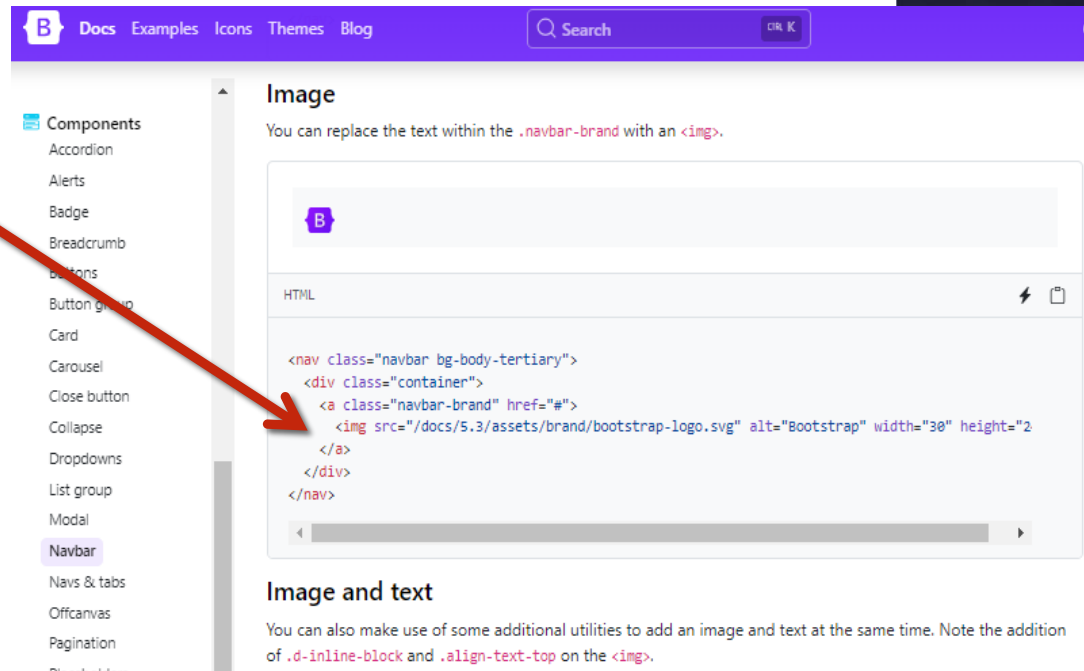 B Docs Examples Icons Themes Blog Search CTRL K
Components
Accordion
Alerts
Badge
Breadcrumb
Buttons
Button group
Card
Carousel
Close button
Collapse
Dropdowns
List group
Modal
Navbar
Navs & tabs
Offcanvas
Pagination
Image
You can replace the text within the .navbar-brand with an <img>.
B
HTML
<nav class="navbar bg-body-tertiary">
<div class="container">
<a class="navbar-brand" href="#">
<img src="/docs/5.3/assets/brand/bootstrap-logo.svg" alt="Bootstrap" width="30" height="2
</a>
</div>
</nav>
Image and text
You can also make use of some additional utilities to add an image and text at the same time. Note the addition
of .d-inline-block and .align-text-top on the <img>.